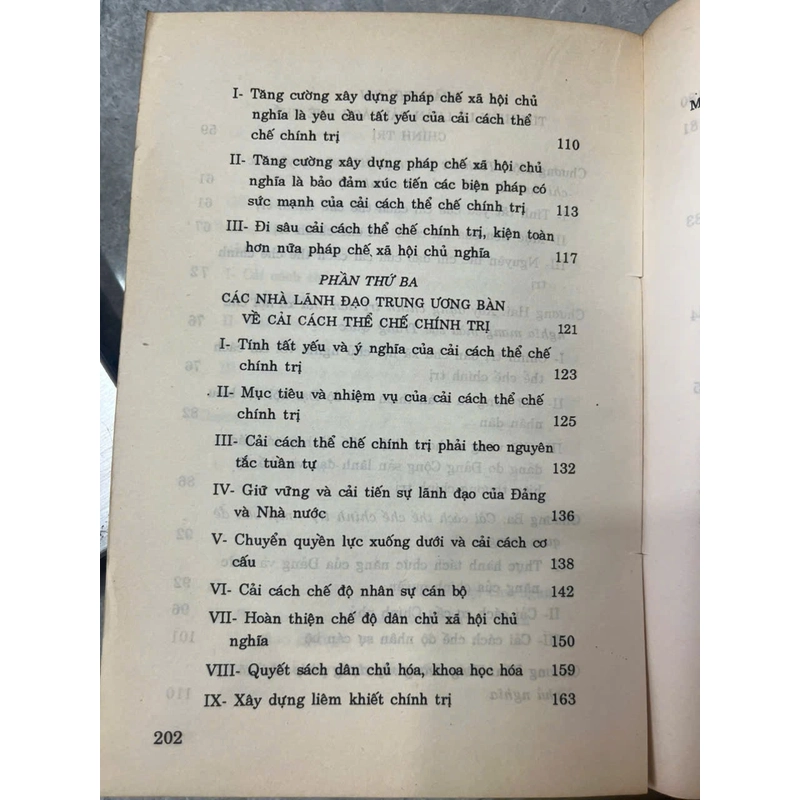 I- Tăng cường xây dựng pháp chế xã hội chủ
nghĩa là yêu cầu tất yếu của cải cách thể
chế chính trị 110
II- Tăng cường xây dựng pháp chế xã hội chủ
nghĩa là bảo đảm xúc tiến các biện pháp có
sức mạnh của cải cách thể chế chính trị 113
III- Đi sâu cải cách thể chế chính trị, kiện toàn
hơn nữa pháp chế xã hội chủ nghĩa 117
PHẦN THỨ BA
CÁC NHÀ LÃNH ĐẠO TRUNG ƯƠNG BÀN
VỀ CẢI CÁCH THỂ CHẾ CHÍNH TRỊ 121
I- Tính tất yếu và ý nghĩa của cải cách thể chế
chính trị 123
II- Mục tiêu và nhiệm vụ của cải cách thể chế
chính trị 125
III- Cải cách thể chế chính trị phải theo nguyên
tắc tuần tự 132
IV- Giữ vững và cải tiến sự lãnh đạo của Đảng
và Nhà nước 136
V- Chuyển quyền lực xuống dưới và cải cách cơ
cấu 138
VI- Cải cách chế độ nhân sự cán bộ 142
VII- Hoàn thiện chế độ dân chủ xã hội chủ
nghĩa 150
VIII- Quyết sách dân chủ hóa, khoa học hóa 159
IX- Xây dựng liêm khiết chính trị 163
202
M